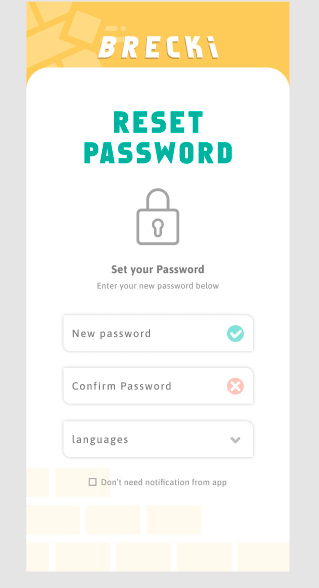 BRECKi
RESET
PASSWORD
Set your Password
Enter your new password below
New password
Confirm Password
languages
Don't need notification from app